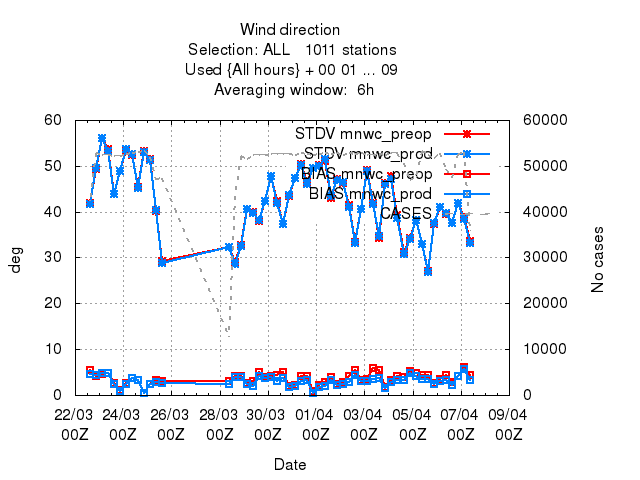 Wind direction
Selection: ALL 1011 stations
Used {All hours} + 00 01 ... 09
Averaging window: 6h
60
50
40
30
20
10
0
deg
60000
50000
40000
30000
20000
10000
0
No cases
STDV mnwc_preop
STDV mnwc_prod
BIAS mnwc_preop
BIAS mnwc_prod
CASES
22/03 24/03 26/03 28/03 30/03 01/04 03/04 05/04 07/04 09/04
00Z 00Z 00Z 00Z 00Z 00Z 00Z 00Z 00Z 00Z
Date